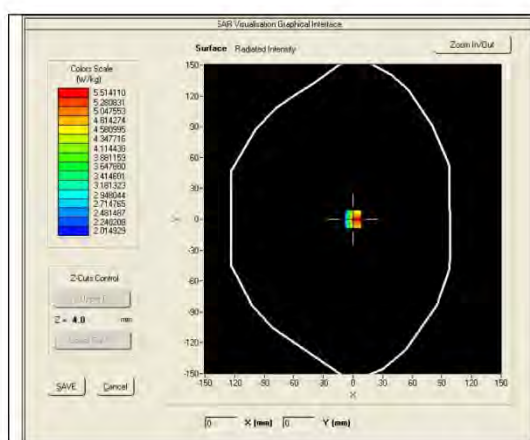 SAR Visualisation Graphical Interface
Surface Radiated Intensity
Zoom In/Out
Colors Scale
(W/kg)
5.514110
5.280831
5.047553
4.814274
4.580995
4.347716
4.114438
3.881159
3.647880
3.414601
3.181323
2.948044
2.714765
2.481487
2.248208
2.014929
150-
120-
90-
60-
30-
0-
-30-
-60-
-90-
-120-
-150-
Y
-150 -120 -90 -60 -30 0 30 60 90 120 150
X
Z-Cuts Control
Z = 4.0 mm
SAVE
Cancel
0 X (mm) 0 Y (mm)